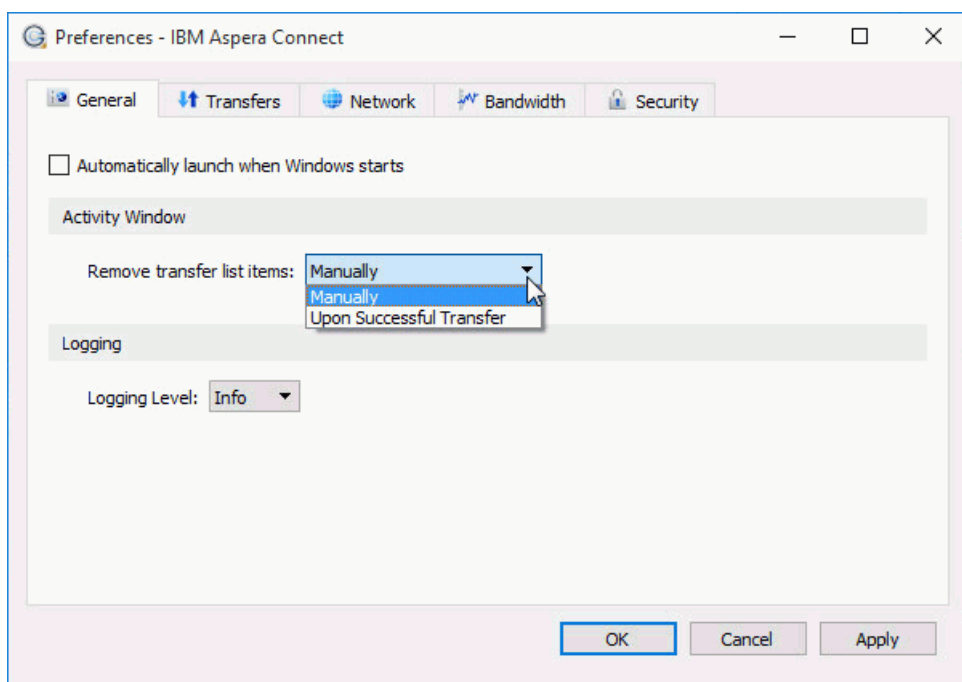 Preferences - IBM Aspera Connect
General Transfers Network Bandwidth Security
Automatically launch when Windows starts
Activity Window
Remove transfer list items: Manually
Manually
Upon Successful Transfer
Logging
Logging Level: Info
OK Cancel Apply